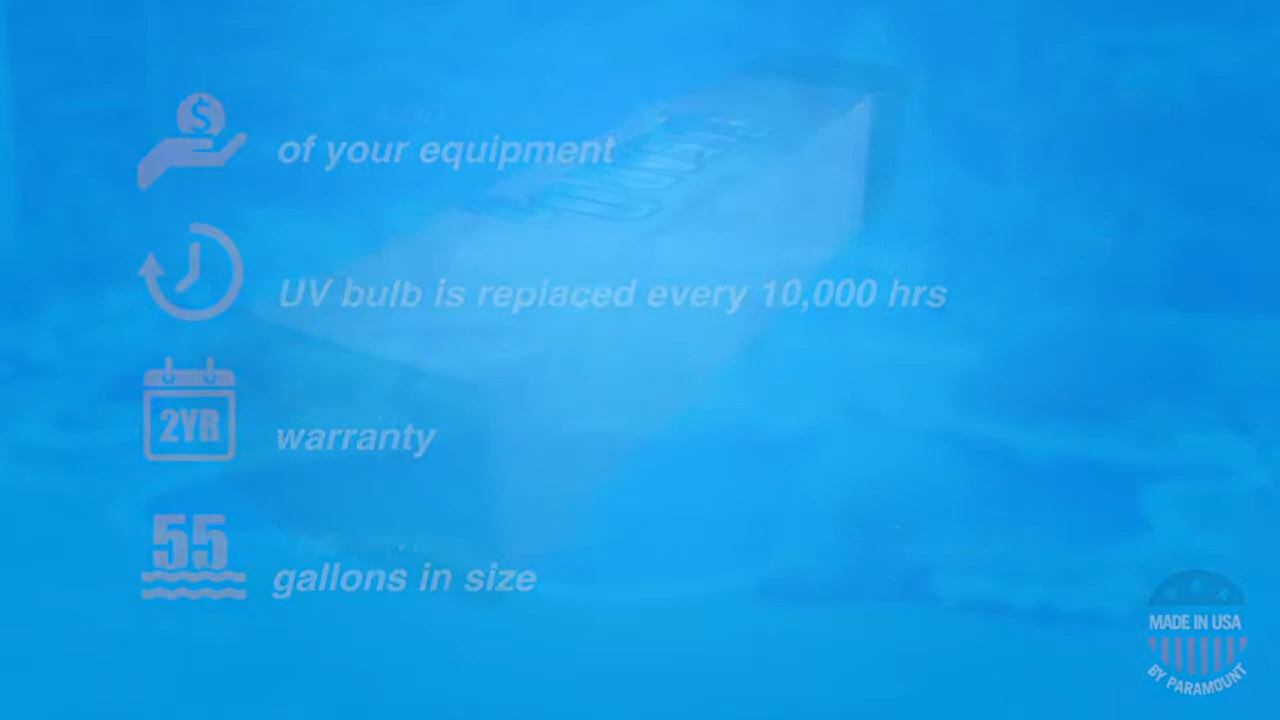 $
of your equipment
UV bulb is replaced every 10,000 hrs
2YR
warranty
55
gallons in size
MADE IN USA
BY PARAMOUNT